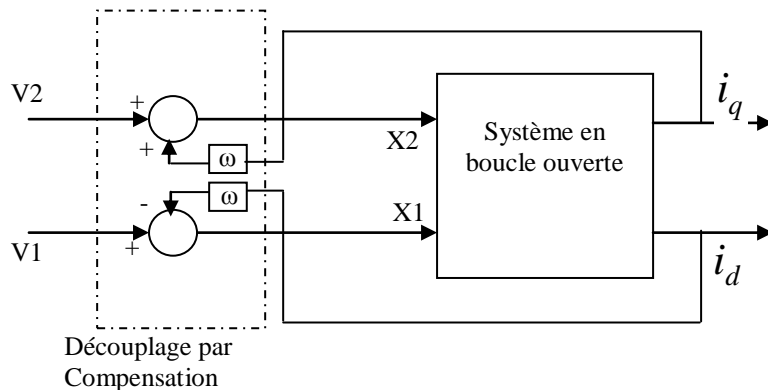 V2
+
+
ω
X2
Système en
boucle ouverte
i_q
ω
-
V1
+
X1
i_d
Découplage par
Compensation